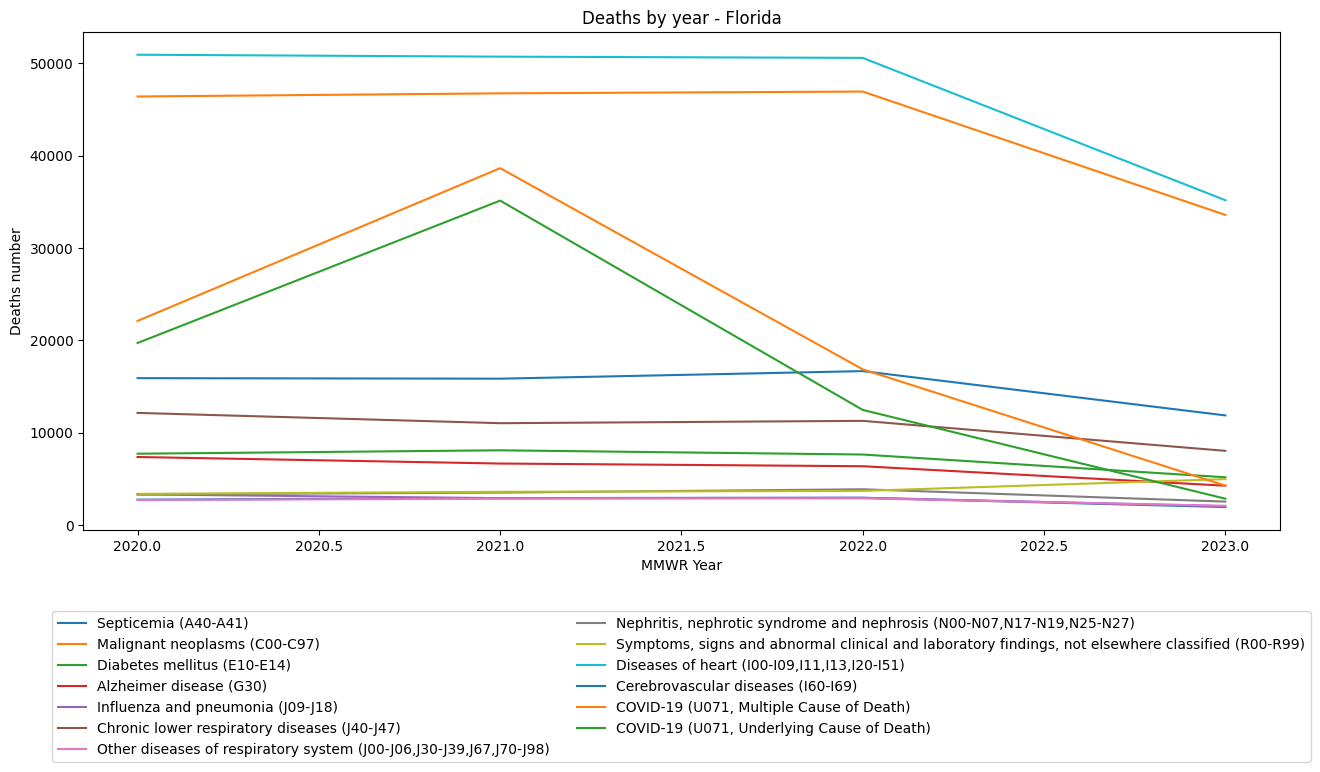 Deaths by year - Florida
Deaths number
50000
40000
30000
20000
10000
0
2020.0 2020.5 2021.0 2021.5 2022.0 2022.5 2023.0
MMWR Year
Septicemia (A40-A41)
Malignant neoplasms (C00-C97)
Diabetes mellitus (E10-E14)
Alzheimer disease (G30)
Influenza and pneumonia (J09-J18)
Chronic lower respiratory diseases (J40-J47)
Other diseases of respiratory system (J00-J06,J30-J39,J67,J70-J98)
Nephritis, nephrotic syndrome and nephrosis (N00-N07,N17-N19,N25-N27)
Symptoms, signs and abnormal clinical and laboratory findings, not elsewhere classified (R00-R99)
Diseases of heart (I00-I09,I11,I13,I20-I51)
Cerebrovascular diseases (I60-I69)
COVID-19 (U071, Multiple Cause of Death)
COVID-19 (U071, Underlying Cause of Death)